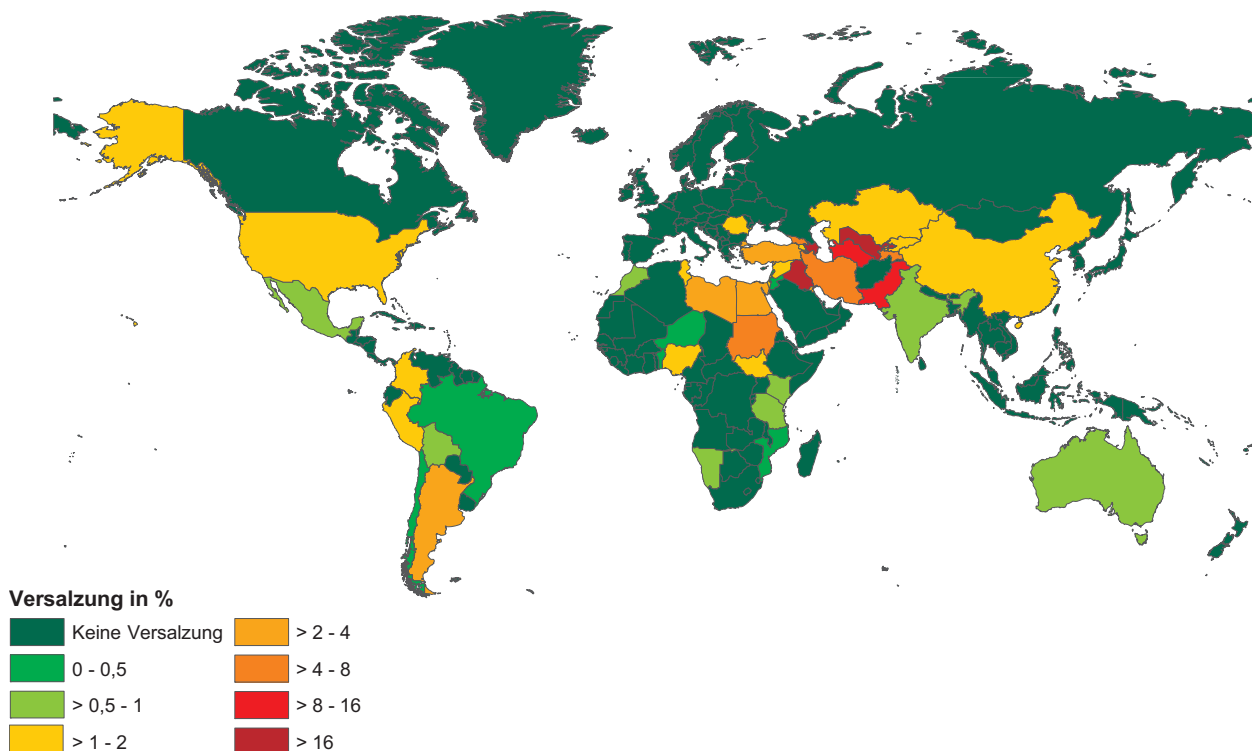 Versalzung in %
Keine Versalzung
0 - 0,5
> 0,5 - 1
> 1 - 2
> 2 - 4
> 4 - 8
> 8 - 16
> 16